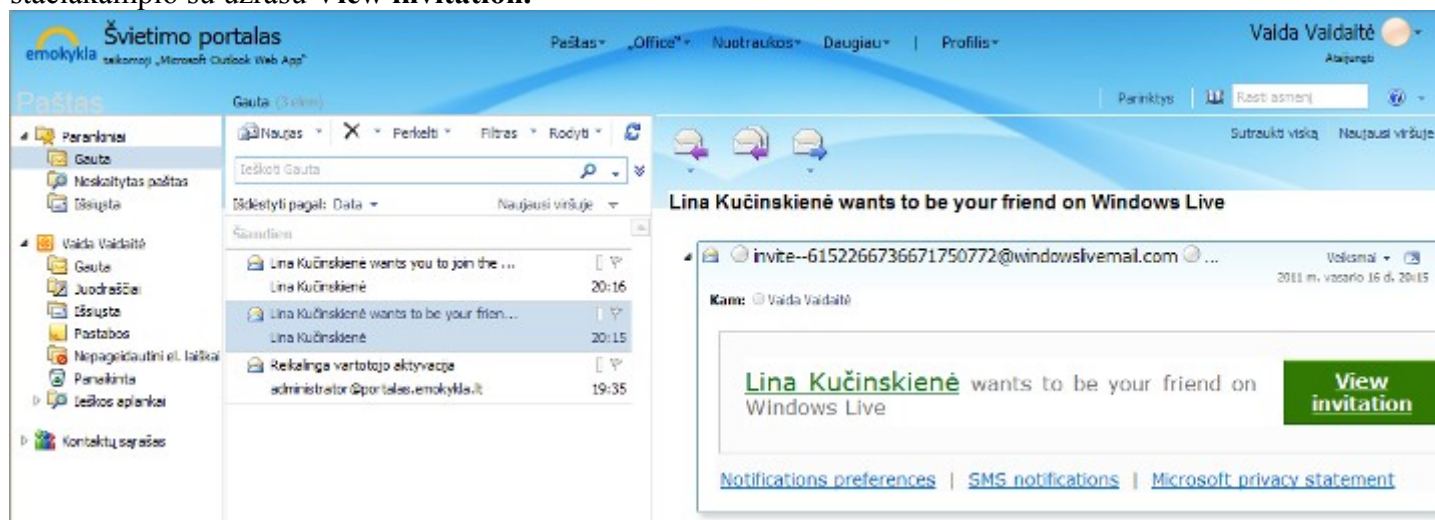 stačiakampio su užrašu View invitation.
Švietimo portalas
emokykla taikomoji „Microsoft Outlook Web App“
Paštas „Office“ Nuotraukos Daugiau | Profilis
Vaida Vaidaitė
Atsijungti
Paštas
Gauta (3 elem)
Parinktys Rasti asmenį
Parankiniai
Gauta
Neskaitytas paštas
Išsiųsta
Vaida Vaidaitė
Gauta
Juodraščiai
Išsiųsta
Pastabos
Nepageidautini el. laiškai
Panaikinta
Ieškos aplankai
Kontaktų sąrašas
Naujas Perkelti Filtras Rodyti
Ieškoti Gauta
Išdėstyti pagal: Data Naujausi viršuje
Šiandien
Lina Kučinskienė wants you to join the ...
Lina Kučinskienė 20:16
Lina Kučinskienė wants to be your frien...
Lina Kučinskienė 20:15
Reikalinga vartotojo aktyvacija
administrator@portalas.emokykla.lt 19:35
Sutraukti viską Naujausi viršuje
Lina Kučinskienė wants to be your friend on Windows Live
invite--6152266736671750772@windowslivemail.com ...
Veiksmai
2011 m. vasario 16 d. 20:15
Kam: Vaida Vaidaitė
Lina Kučinskienė wants to be your friend on
Windows Live
View
invitation
Notifications preferences | SMS notifications | Microsoft privacy statement